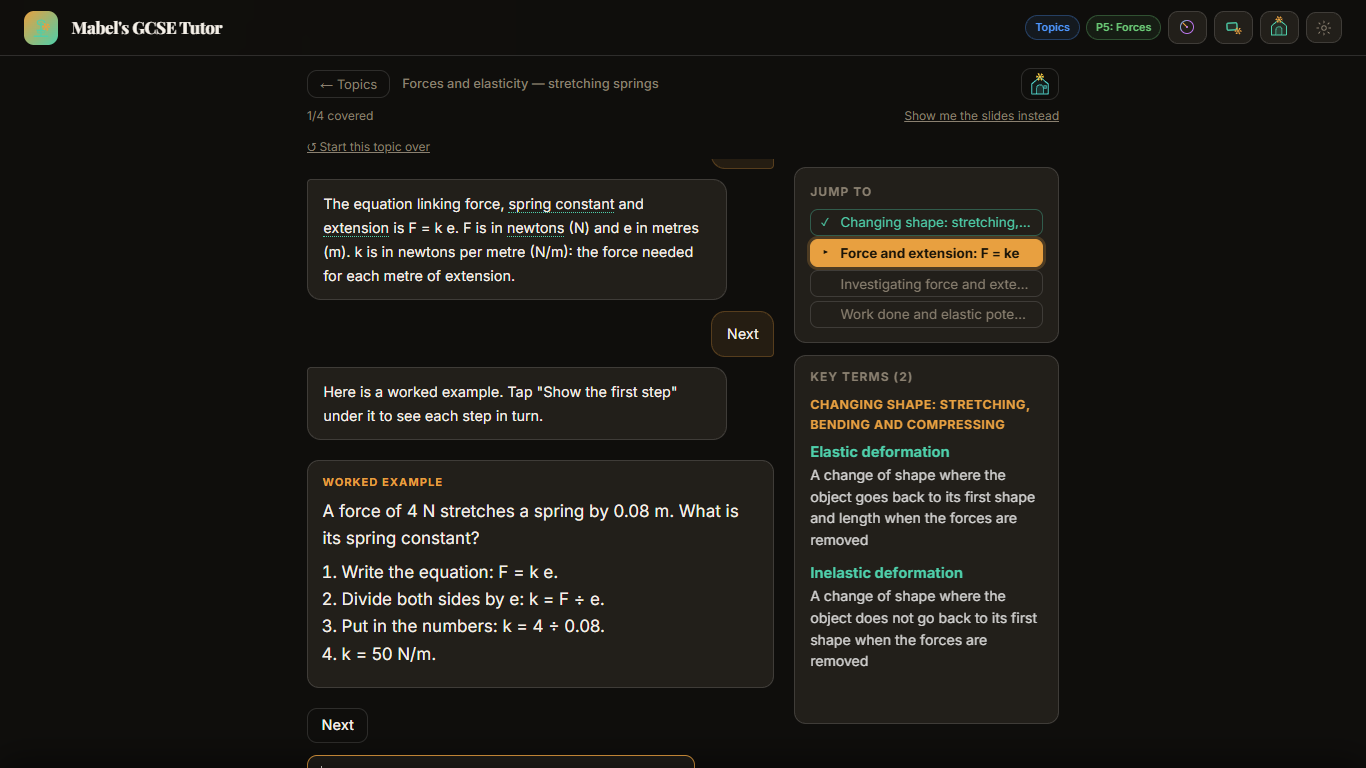 Mabel's GCSE Tutor
Topics
P5: Forces
← Topics
Forces and elasticity — stretching springs
1/4 covered
Show me the slides instead
↺ Start this topic over
The equation linking force, spring constant and
extension is F = k e. F is in newtons (N) and e in metres
(m). k is in newtons per metre (N/m): the force needed
for each metre of extension.
Next
Here is a worked example. Tap "Show the first step"
under it to see each step in turn.
WORKED EXAMPLE
A force of 4 N stretches a spring by 0.08 m. What is
its spring constant?
1. Write the equation: F = k e.
2. Divide both sides by e: k = F ÷ e.
3. Put in the numbers: k = 4 ÷ 0.08.
4. k = 50 N/m.
Next
JUMP TO
✓ Changing shape: stretching,...
‣ Force and extension: F = ke
Investigating force and exte...
Work done and elastic pote...
KEY TERMS (2)
CHANGING SHAPE: STRETCHING,
BENDING AND COMPRESSING
Elastic deformation
A change of shape where the
object goes back to its first shape
and length when the forces are
removed
Inelastic deformation
A change of shape where the
object does not go back to its first
shape when the forces are
removed